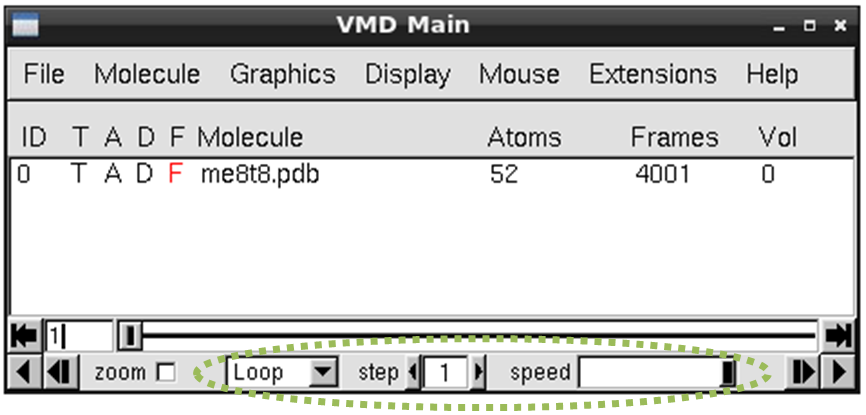 VMD Main
File Molecule Graphics Display Mouse Extensions Help
ID T A D F Molecule Atoms Frames Vol
0 T A D F me8t8.pdb 52 4001 0
1
zoom Loop step 1 speed